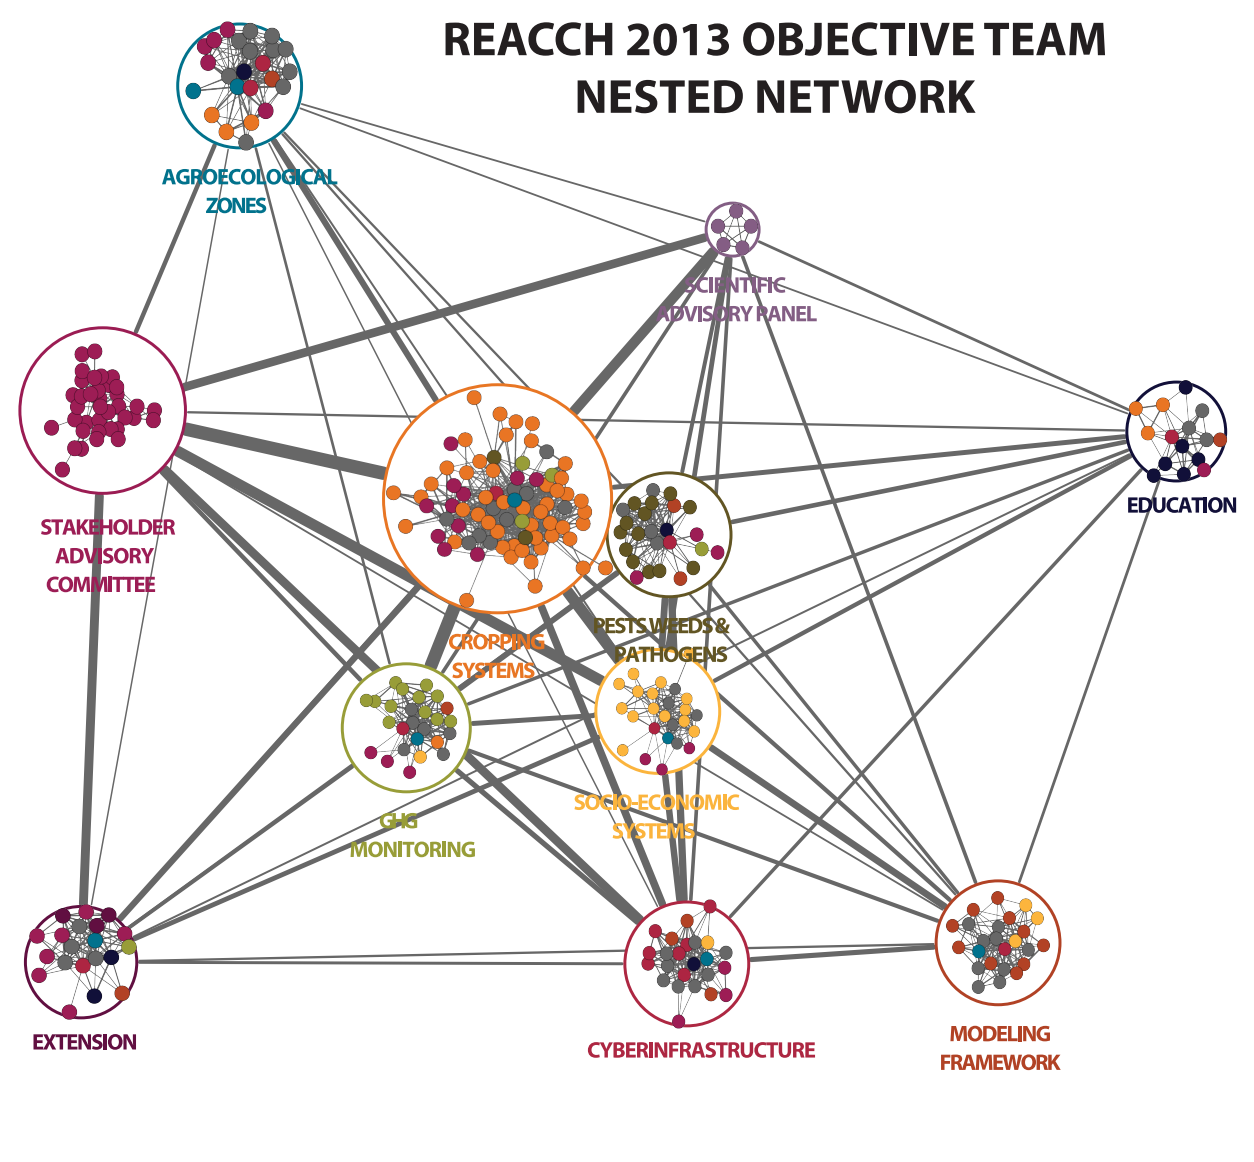 REACCH 2013 OBJECTIVE TEAM
NESTED NETWORK
AGROECOLOGICAL
ZONES
SCIENTIFIC
ADVISORY PANEL
EDUCATION
STAKEHOLDER
ADVISORY
COMMITTEE
CROPPING
SYSTEMS
PESTS WEEDS &
PATHOGENS
GHG
MONITORING
SOCIO-ECONOMIC
SYSTEMS
EXTENSION
CYBERINFRASTRUCTURE
MODELING
FRAMEWORK